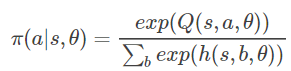 π(a|s,θ) = exp(Q(s,a,θ)) / ∑_b exp(h(s,b,θ))